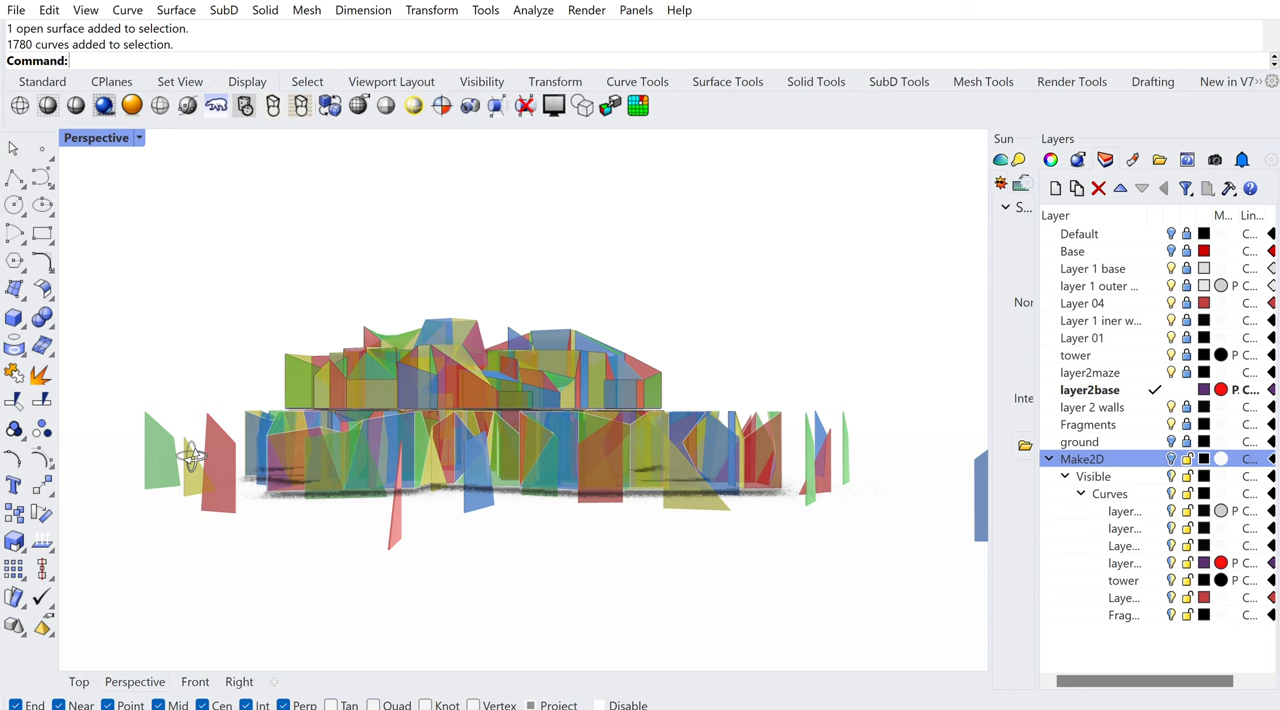 File Edit View Curve Surface SubD Solid Mesh Dimension Transform Tools Analyze Render Panels Help
1 open surface added to selection.
1780 curves added to selection.
Command:
Standard CPlanes Set View Display Select Viewport Layout Visibility Transform Curve Tools Surface Tools Solid Tools SubD Tools Mesh Tools Render Tools Drafting New in V7
Perspective
Sun Layers
S...
Layer M... Lin...
Default C...
Base C...
Layer 1 base C...
layer 1 outer ... P C...
Nor
Layer 04 C...
Layer 1 iner w... C...
Layer 01 C...
tower P C...
layer2maze C...
layer2base P C...
Inte
layer 2 walls C...
Fragments C...
ground C...
Make2D C...
Visible C...
Curves C...
layer... P C...
layer... C...
Laye... C...
layer... P C...
tower P C...
Laye... C...
Frag... C...
Top Perspective Front Right
End Near Point Mid Cen Int Perp Tan Quad Knot Vertex Project Disable